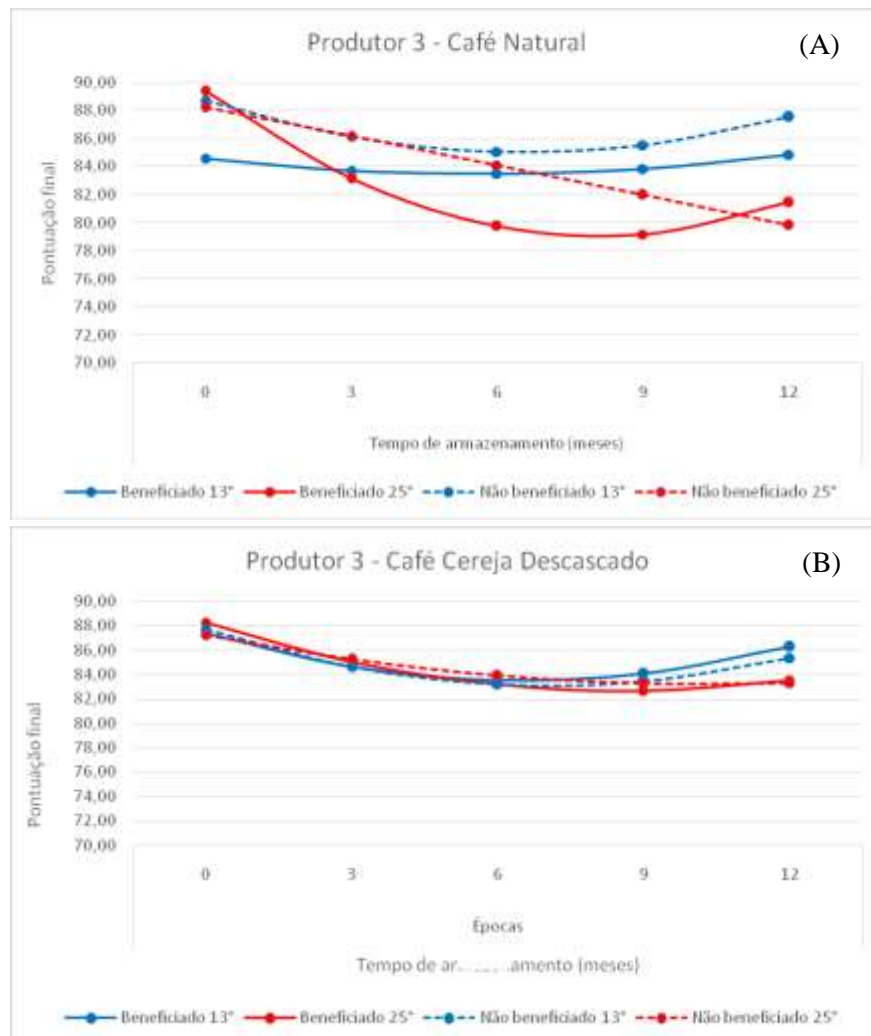 Produtor 3 - Café Natural
(A)
Pontuação final
90,00
88,00
86,00
84,00
82,00
80,00
78,00
76,00
74,00
72,00
70,00
0 3 6 9 12
Tempo de armazenamento (meses)
Beneficiado 13° Beneficiado 25° Não beneficiado 13° Não beneficiado 25°
Produtor 3 - Café Cereja Descascado
(B)
Pontuação final
90,00
88,00
86,00
84,00
82,00
80,00
78,00
76,00
74,00
72,00
70,00
0 3 6 9 12
Épocas
Tempo de (meses)
Beneficiado 13° Beneficiado 25° Não beneficiado 13° Não beneficiado 25°